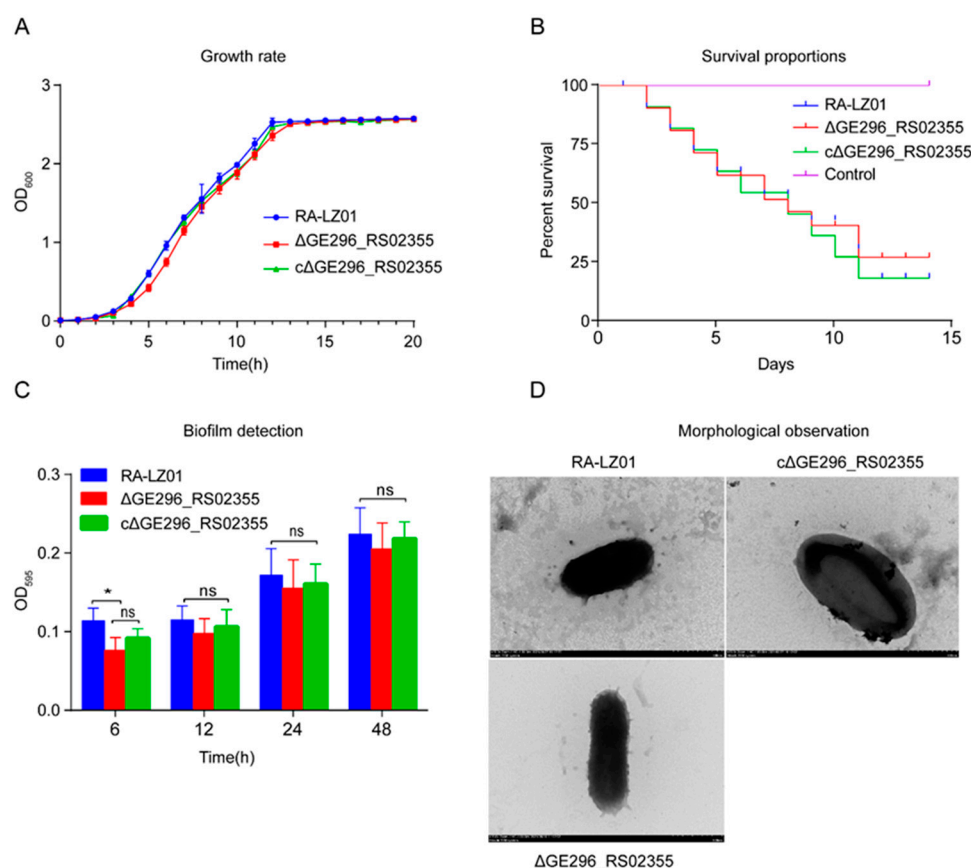 A
Growth rate
3
2
1
0
OD600
0
5
10
15
20
Time(h)
RA-LZ01
ΔGE296_RS02355
cΔGE296_RS02355
B
Survival proportions
100
75
50
25
0
Percent survival
0
5
10
15
Days
RA-LZ01
ΔGE296_RS02355
cΔGE296_RS02355
Control
C
Biofilm detection
0.3
0.2
0.1
0.0
OD595
RA-LZ01
ΔGE296_RS02355
cΔGE296_RS02355
*
ns
ns
ns
ns
6
12
24
48
Time(h)
D
Morphological observation
RA-LZ01
cΔGE296_RS02355
ΔGE296_RS02355